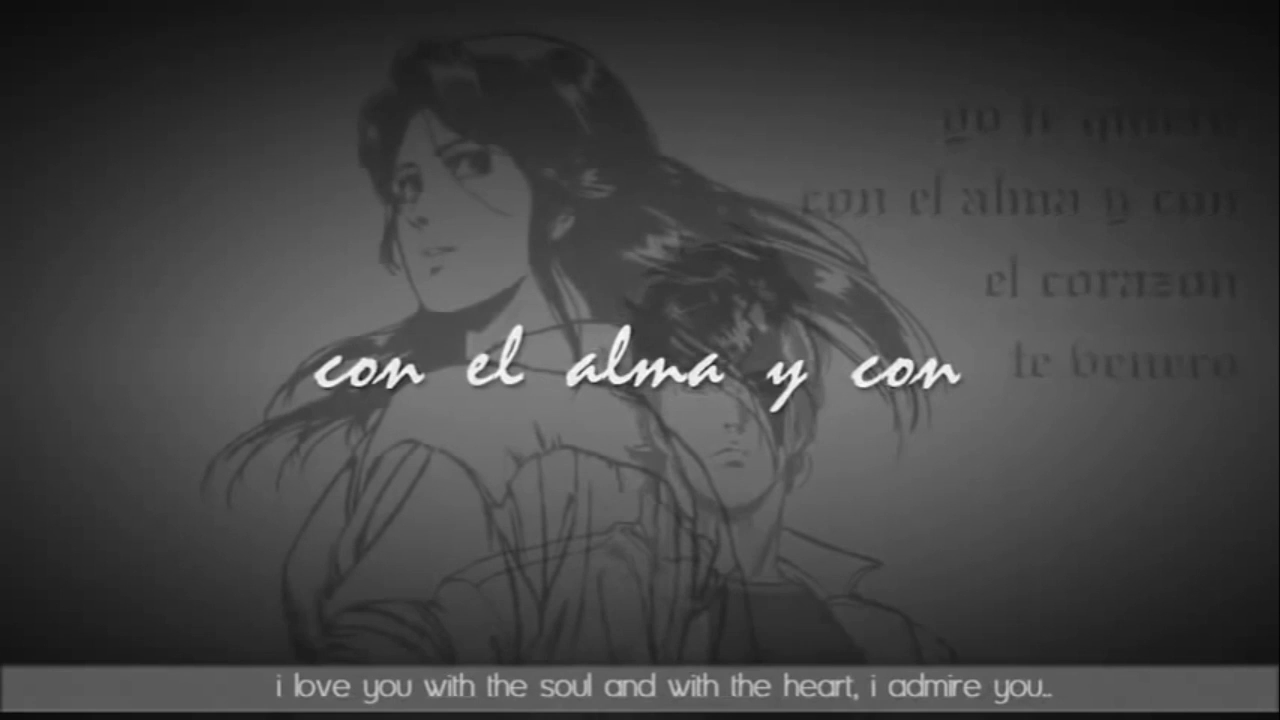 yo te quiero
con el alma y con
el corazon
te benero
con el alma y con
i love you with the soul and with the heart, i admire you..